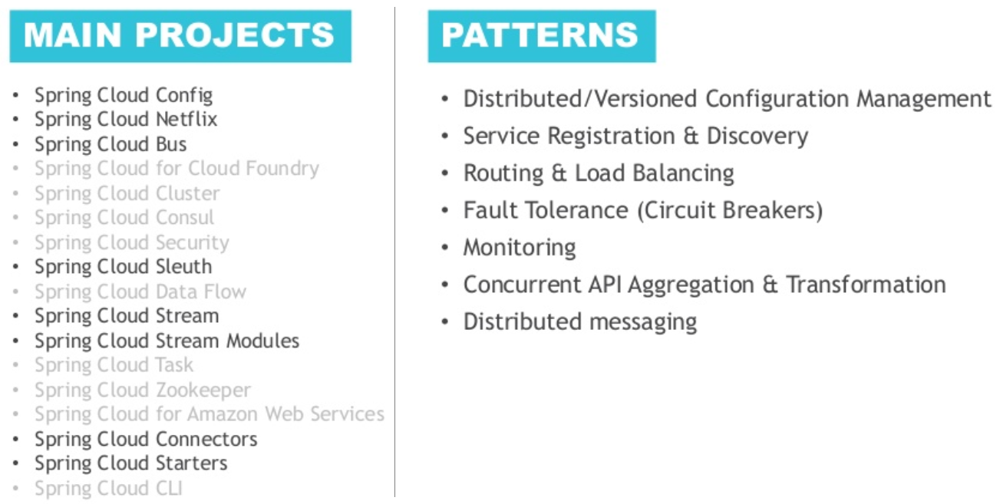 MAIN PROJECTS
• Spring Cloud Config
• Spring Cloud Netflix
• Spring Cloud Bus
• Spring Cloud for Cloud Foundry
• Spring Cloud Cluster
• Spring Cloud Consul
• Spring Cloud Security
• Spring Cloud Sleuth
• Spring Cloud Data Flow
• Spring Cloud Stream
• Spring Cloud Stream Modules
• Spring Cloud Task
• Spring Cloud Zookeeper
• Spring Cloud for Amazon Web Services
• Spring Cloud Connectors
• Spring Cloud Starters
• Spring Cloud CLI
PATTERNS
• Distributed/Versioned Configuration Management
• Service Registration & Discovery
• Routing & Load Balancing
• Fault Tolerance (Circuit Breakers)
• Monitoring
• Concurrent API Aggregation & Transformation
• Distributed messaging